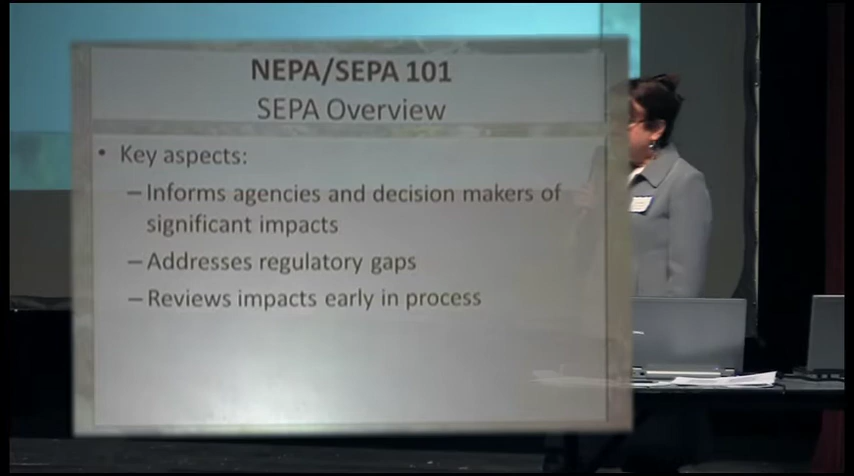 NEPA/SEPA 101
SEPA Overview
• Key aspects:
– Informs agencies and decision makers of
significant impacts
– Addresses regulatory gaps
– Reviews impacts early in process